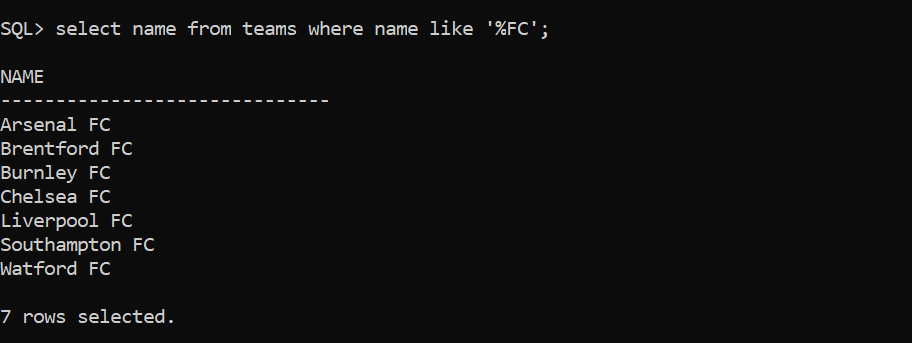 SQL> select name from teams where name like '%FC';
NAME
------------------------------
Arsenal FC
Brentford FC
Burnley FC
Chelsea FC
Liverpool FC
Southampton FC
Watford FC
7 rows selected.